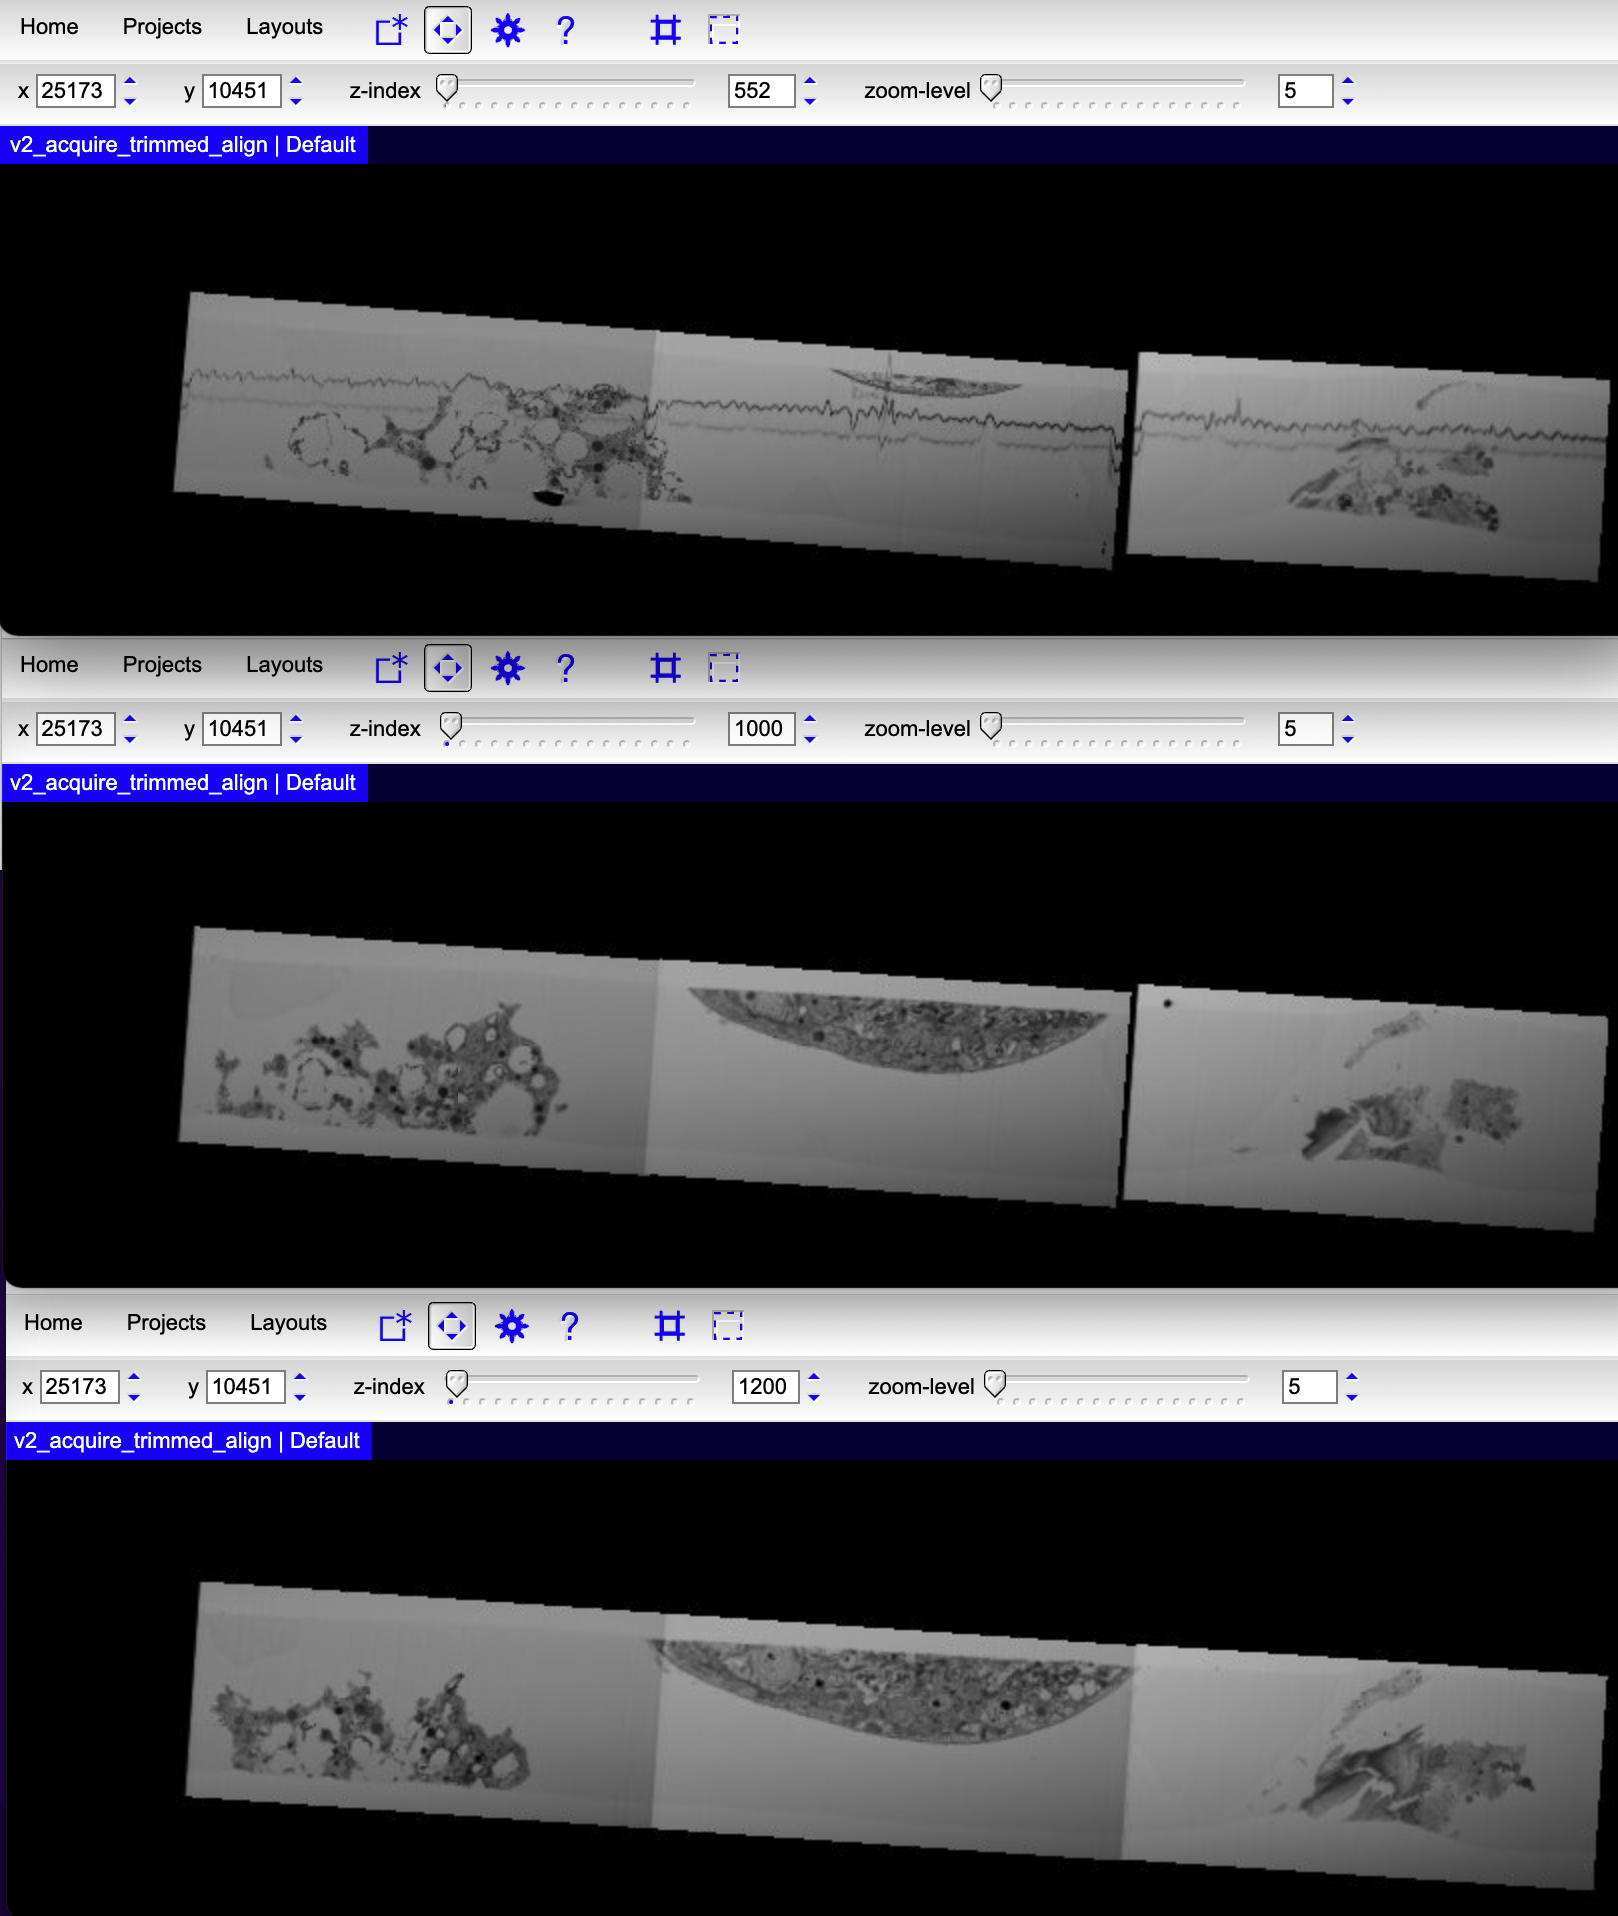 Home Projects Layouts ?
x 25173 y 10451 z-index 552 zoom-level 5
v2_acquire_trimmed_align | Default
Home Projects Layouts ?
x 25173 y 10451 z-index 1000 zoom-level 5
v2_acquire_trimmed_align | Default
Home Projects Layouts ?
x 25173 y 10451 z-index 1200 zoom-level 5
v2_acquire_trimmed_align | Default